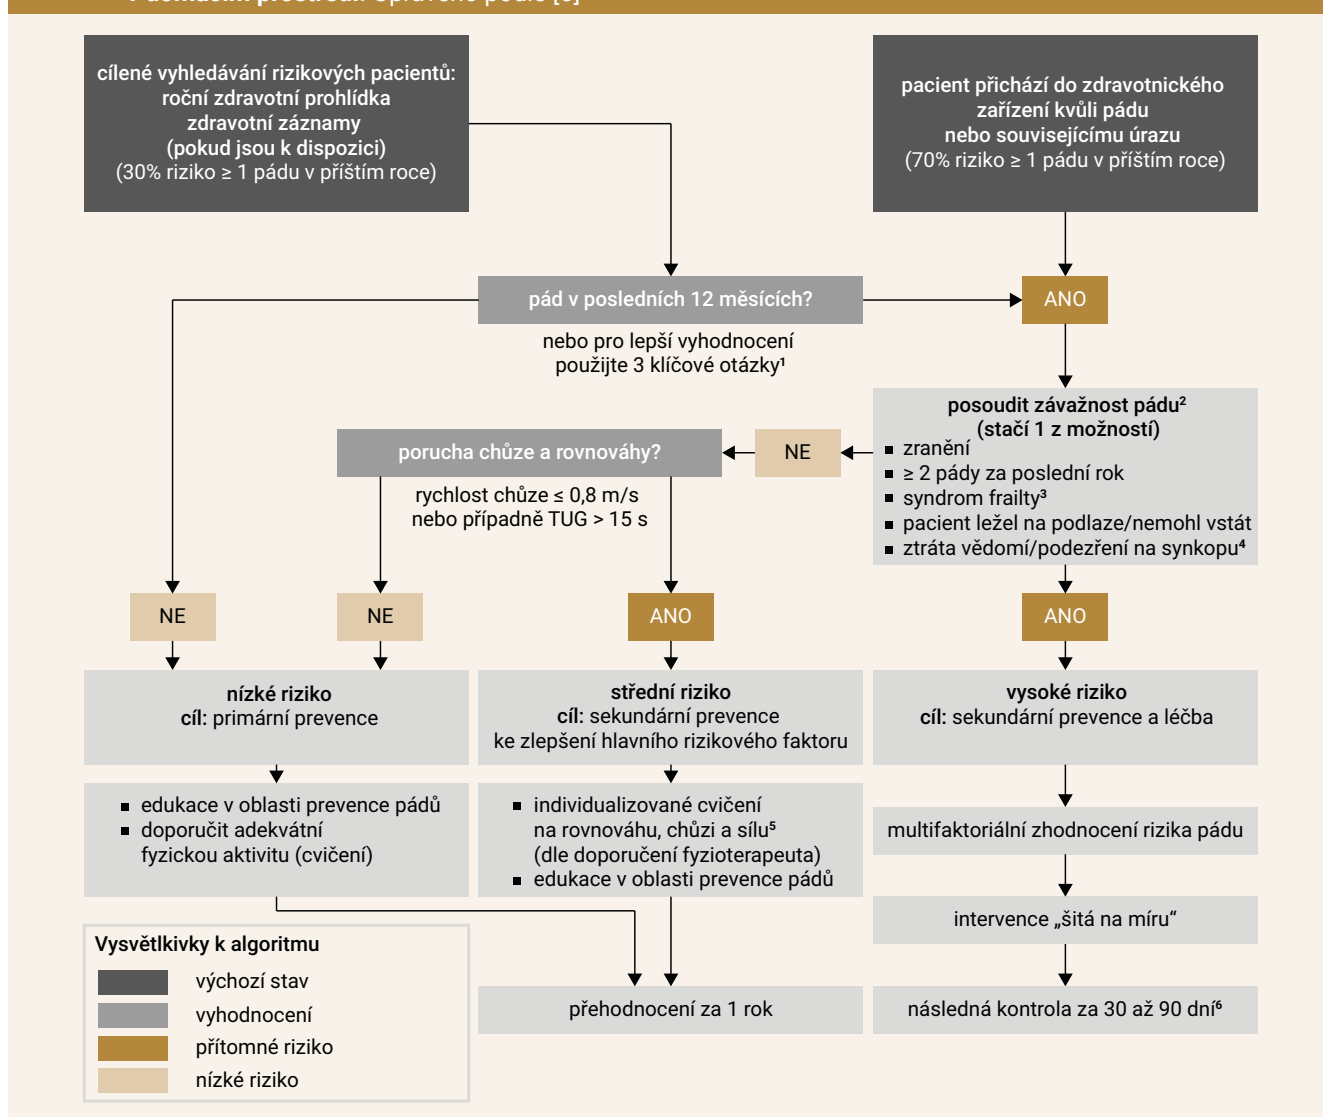 cílené vyhledávání rizikových pacientů:
roční zdravotní prohlídka
zdravotní záznamy
(pokud jsou k dispozici)
(30% riziko ≥ 1 pádu v příštím roce)
pacient přichází do zdravotnického
zařízení kvůli pádu
nebo souvisejícímu úrazu
(70% riziko ≥ 1 pádu v příštím roce)
pád v posledních 12 měsících?
ANO
nebo pro lepší vyhodnocení
použijte 3 klíčové otázky¹
posoudit závažnost pádu²
(stačí 1 z možností)
▪ zranění
▪ ≥ 2 pády za poslední rok
▪ syndrom frailty³
▪ pacient ležel na podlaze/nemohl vstát
▪ ztráta vědomí/podezření na synkopu⁴
porucha chůze a rovnováhy?
NE
rychlost chůze ≤ 0,8 m/s
nebo případně TUG > 15 s
NE
NE
ANO
ANO
nízké riziko
cíl: primární prevence
střední riziko
cíl: sekundární prevence
ke zlepšení hlavního rizikového faktoru
vysoké riziko
cíl: sekundární prevence a léčba
▪ edukace v oblasti prevence pádů
▪ doporučit adekvátní
fyzickou aktivitu (cvičení)
▪ individualizované cvičení
na rovnováhu, chůzi a sílu⁵
(dle doporučení fyzioterapeuta)
▪ edukace v oblasti prevence pádů
multifaktoriální zhodnocení rizika pádu
intervence „šitá na míru“
přehodnocení za 1 rok
následná kontrola za 30 až 90 dní⁶
Vysvětlkivky k algoritmu
výchozí stav
vyhodnocení
přítomné riziko
nízké riziko